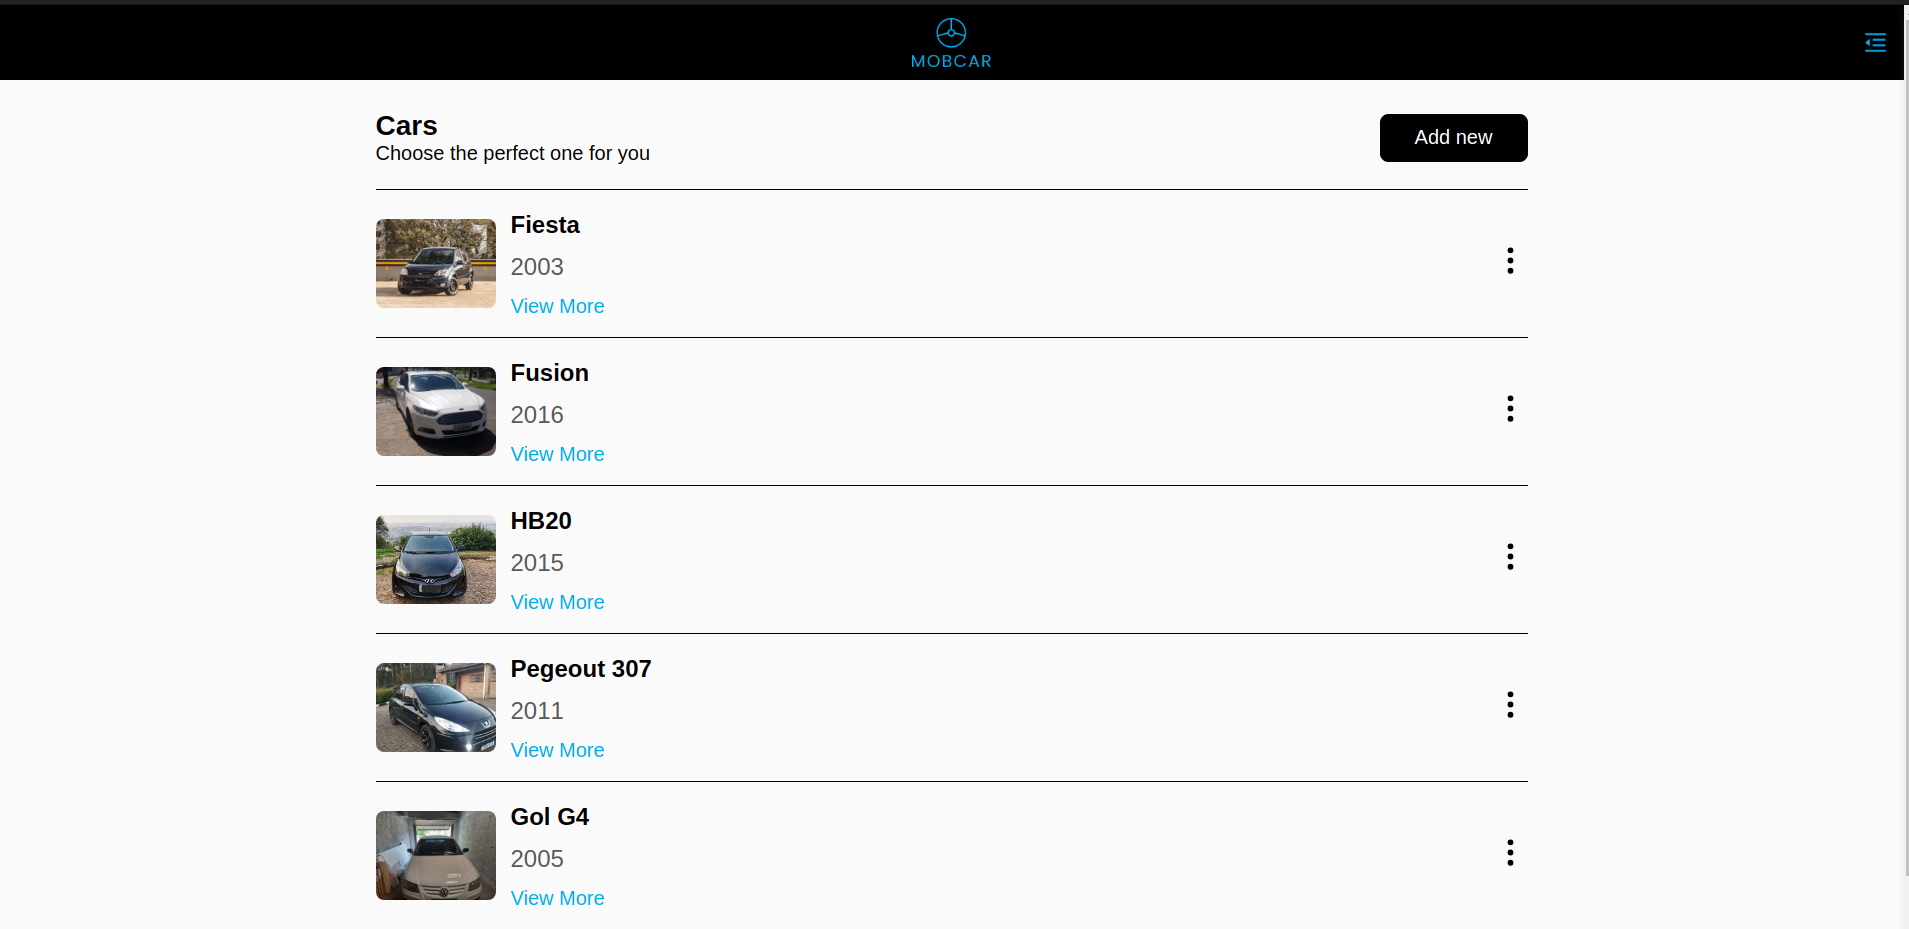 MOBCAR
Cars
Choose the perfect one for you
Add new
Fiesta
2003
View More
Fusion
2016
View More
HB20
2015
View More
Pegeout 307
2011
View More
Gol G4
2005
View More